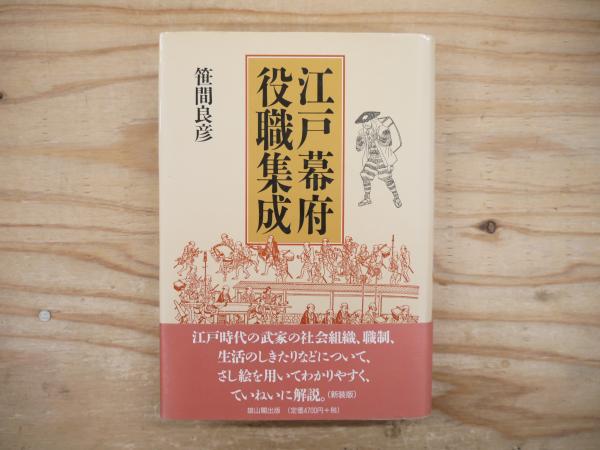 江戸幕府
役職集成
笹間良彦
江戸時代の武家の社会組織、職制、
生活のしきたりなどについて、
さし絵を用いてわかりやすく、
ていねいに解説。(新装版)
雄山閣出版 (定価4700円+税)